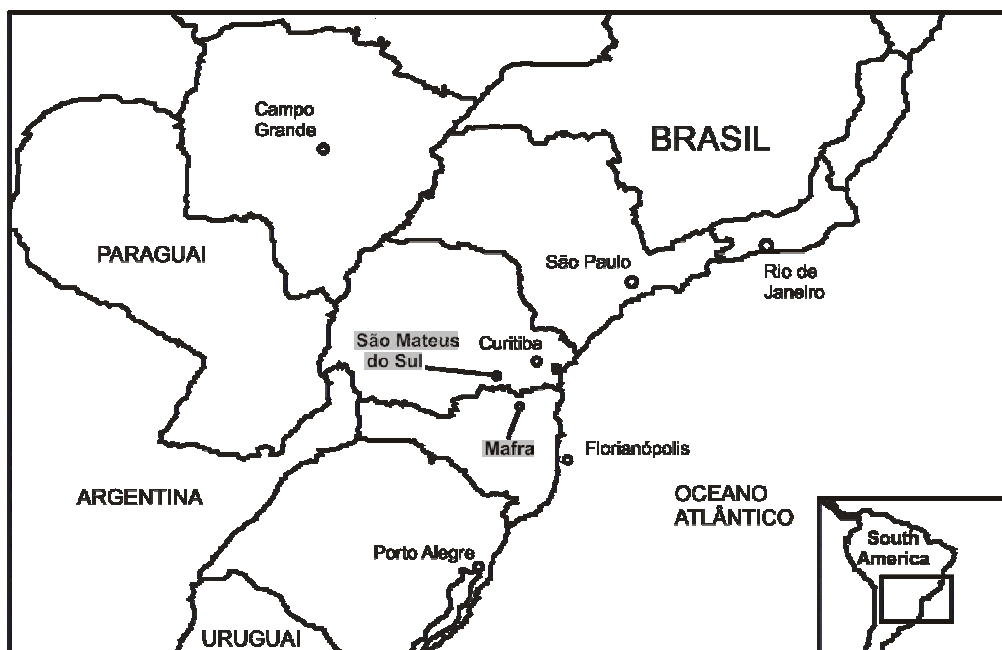 Campo
Grande
BRASIL
PARAGUAI
São Paulo
Rio de
Janeiro
São Mateus
do Sul
Curitiba
Mafra
Florianópolis
ARGENTINA
OCEANO
ATLÂNTICO
South
America
Porto Alegre
URUGUAI